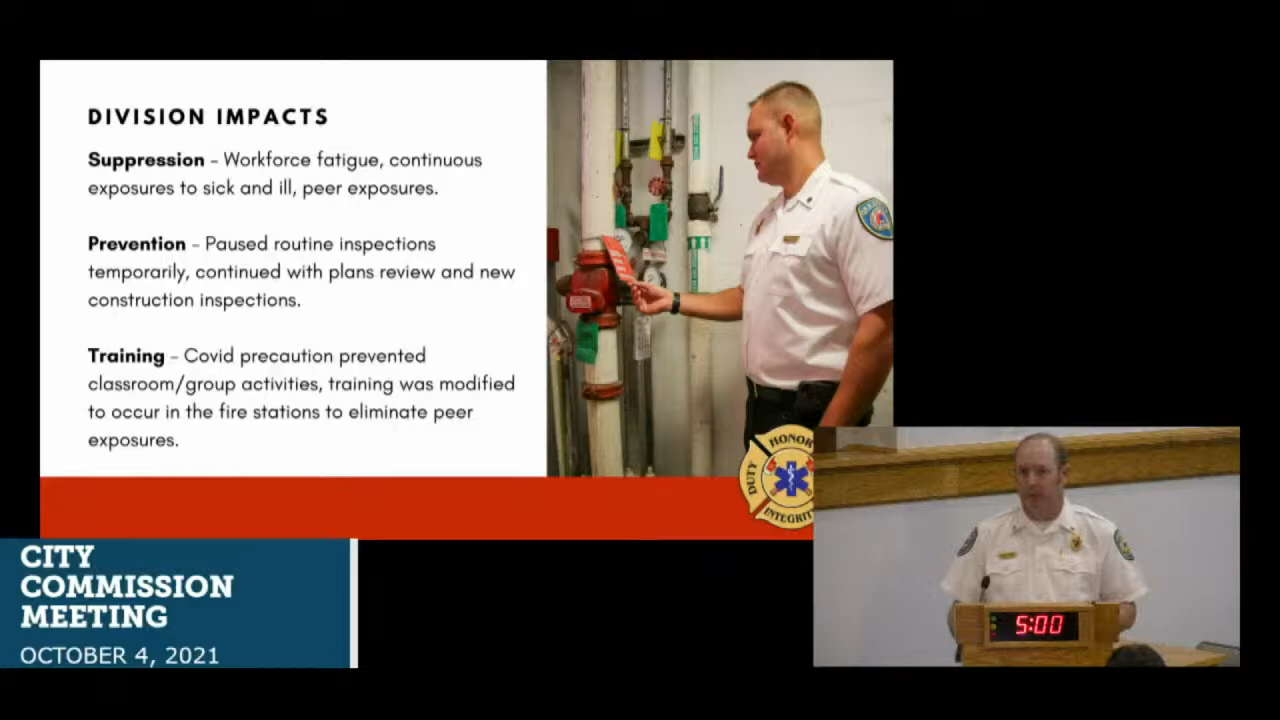 DIVISION IMPACTS
Suppression - Workforce fatigue, continuous
exposures to sick and ill, peer exposures.
Prevention - Paused routine inspections
temporarily, continued with plans review and new
construction inspections.
Training - Covid precaution prevented
classroom/group activities, training was modified
to occur in the fire stations to eliminate peer
exposures.
HONOR
DUTY
INTEGRIT
CITY
COMMISSION
MEETING
OCTOBER 4, 2021
5:00